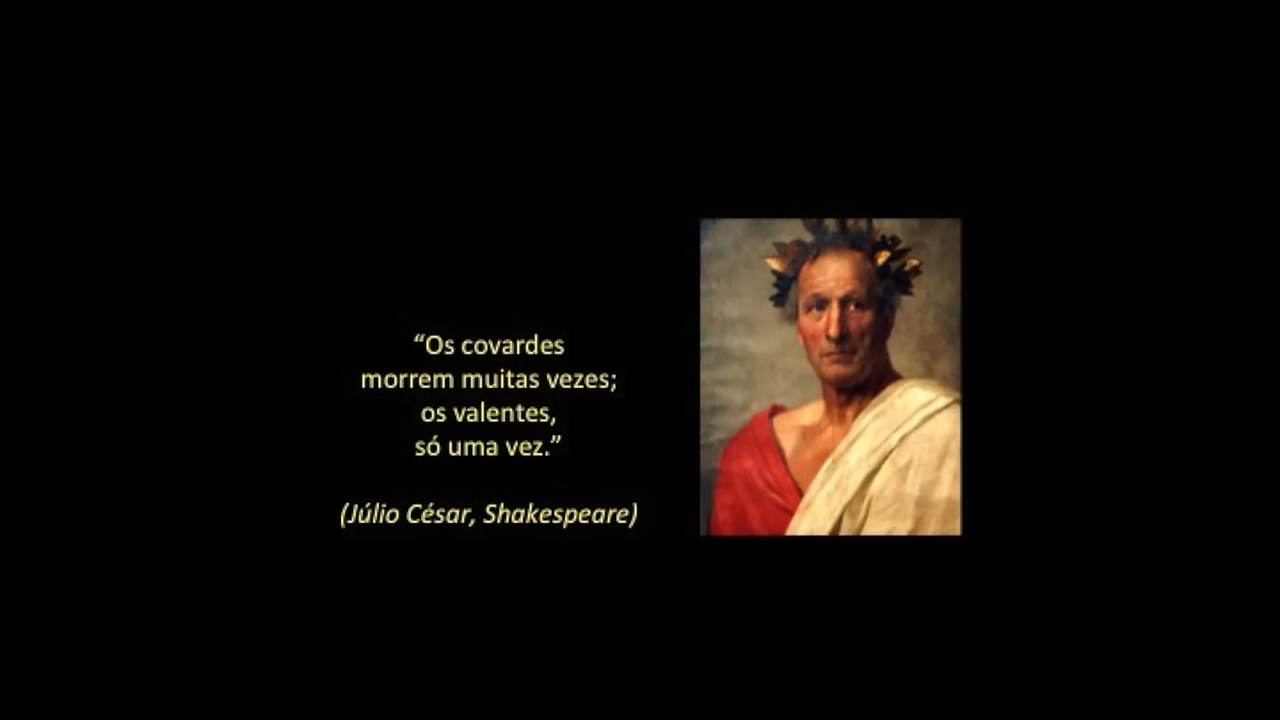 “Os covardes
morrem muitas vezes;
os valentes,
só uma vez.”
(Júlio César, Shakespeare)